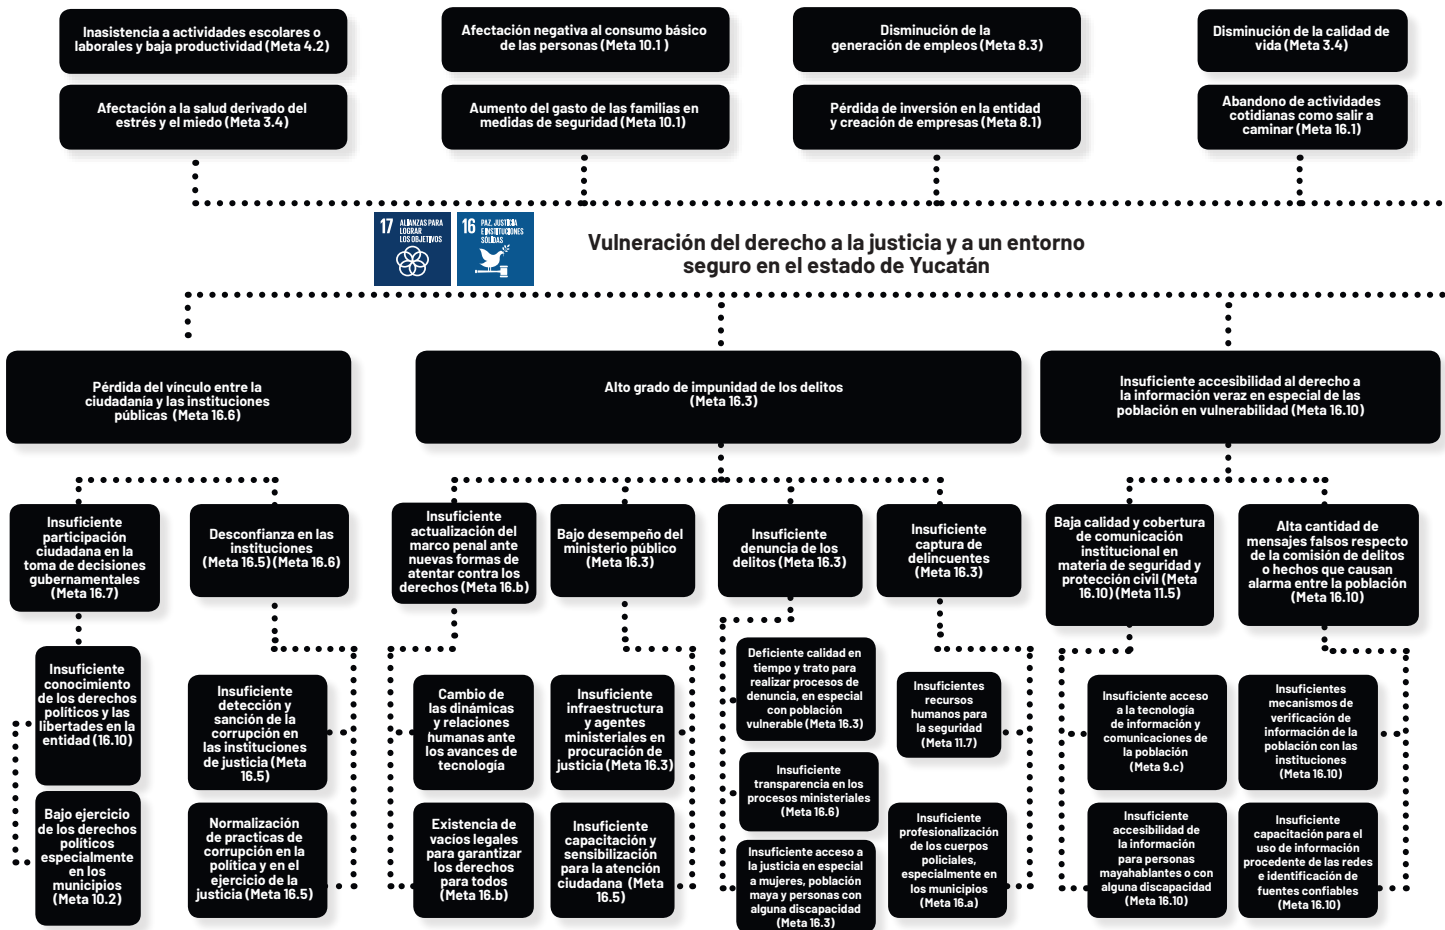 Inasistencia a actividades escolares o
laborales y baja productividad (Meta 4.2)
Afectación negativa al consumo básico
de las personas (Meta 10.1 )
Disminución de la
generación de empleos (Meta 8.3)
Disminución de la calidad de
vida (Meta 3.4)
Afectación a la salud derivado del
estrés y el miedo (Meta 3.4)
Aumento del gasto de las familias en
medidas de seguridad (Meta 10.1)
Pérdida de inversión en la entidad
y creación de empresas (Meta 8.1)
Abandono de actividades
cotidianas como salir a
caminar (Meta 16.1)
17 ALIANZAS PARA
LOGRAR
LOS OBJETIVOS
16 PAZ, JUSTICIA
E INSTITUCIONES
SÓLIDAS
Vulneración del derecho a la justicia y a un entorno
seguro en el estado de Yucatán
Pérdida del vínculo entre la
ciudadanía y las instituciones
públicas (Meta 16.6)
Alto grado de impunidad de los delitos
(Meta 16.3)
Insuficiente accesibilidad al derecho a
la información veraz en especial de las
población en vulnerabilidad (Meta 16.10)
Insuficiente
participación
ciudadana en la
toma de decisiones
gubernamentales
(Meta 16.7)
Desconfianza en las
instituciones
(Meta 16.5) (Meta 16.6)
Insuficiente
actualización del
marco penal ante
nuevas formas de
atentar contra los
derechos (Meta 16.b)
Bajo desempeño del
ministerio público
(Meta 16.3)
Insuficiente
denuncia de los
delitos (Meta 16.3)
Insuficiente
captura de
delincuentes
(Meta 16.3)
Baja calidad y cobertura
de comunicación
institucional en
materia de seguridad y
protección civil (Meta
16.10) (Meta 11.5)
Alta cantidad de
mensajes falsos respecto
de la comisión de delitos
o hechos que causan
alarma entre la población
(Meta 16.10)
Insuficiente
conocimiento
de los derechos
políticos y las
libertades en la
entidad (16.10)
Insuficiente
detección y
sanción de la
corrupción en
las instituciones
de justicia (Meta
16.5)
Cambio de
las dinámicas
y relaciones
humanas ante
los avances de
tecnología
Insuficiente
infraestructura
y agentes
ministeriales en
procuración de
justicia (Meta 16.3)
Deficiente calidad en
tiempo y trato para
realizar procesos de
denuncia, en especial
con población
vulnerable (Meta 16.3)
Insuficientes
recursos
humanos para
la seguridad
(Meta 11.7)
Insuficiente acceso
a la tecnología
de información y
comunicaciones de
la población
(Meta 9.c)
Insuficientes
mecanismos de
verificación de
información de la
población con las
instituciones
(Meta 16.10)
Insuficiente
transparencia en los
procesos ministeriales
(Meta 16.6)
Bajo ejercicio
de los derechos
políticos
especialmente
en los
municipios
(Meta 10.2)
Normalización
de practicas de
corrupción en la
política y en el
ejercicio de la
justicia (Meta 16.5)
Existencia de
vacíos legales
para garantizar
los derechos
para todos
(Meta 16.b)
Insuficiente
capacitación y
sensibilización
para la atención
ciudadana (Meta
16.5)
Insuficiente acceso a
la justicia en especial
a mujeres, población
maya y personas con
alguna discapacidad
(Meta 16.3)
Insuficiente
profesionalización
de los cuerpos
policiales,
especialmente en
los municipios
(Meta 16.a)
Insuficiente
accesibilidad de
la información
para personas
mayahablantes o con
alguna discapacidad
(Meta 16.10)
Insuficiente
capacitación para el
uso de información
procedente de las redes
e identificación de
fuentes confiables
(Meta 16.10)